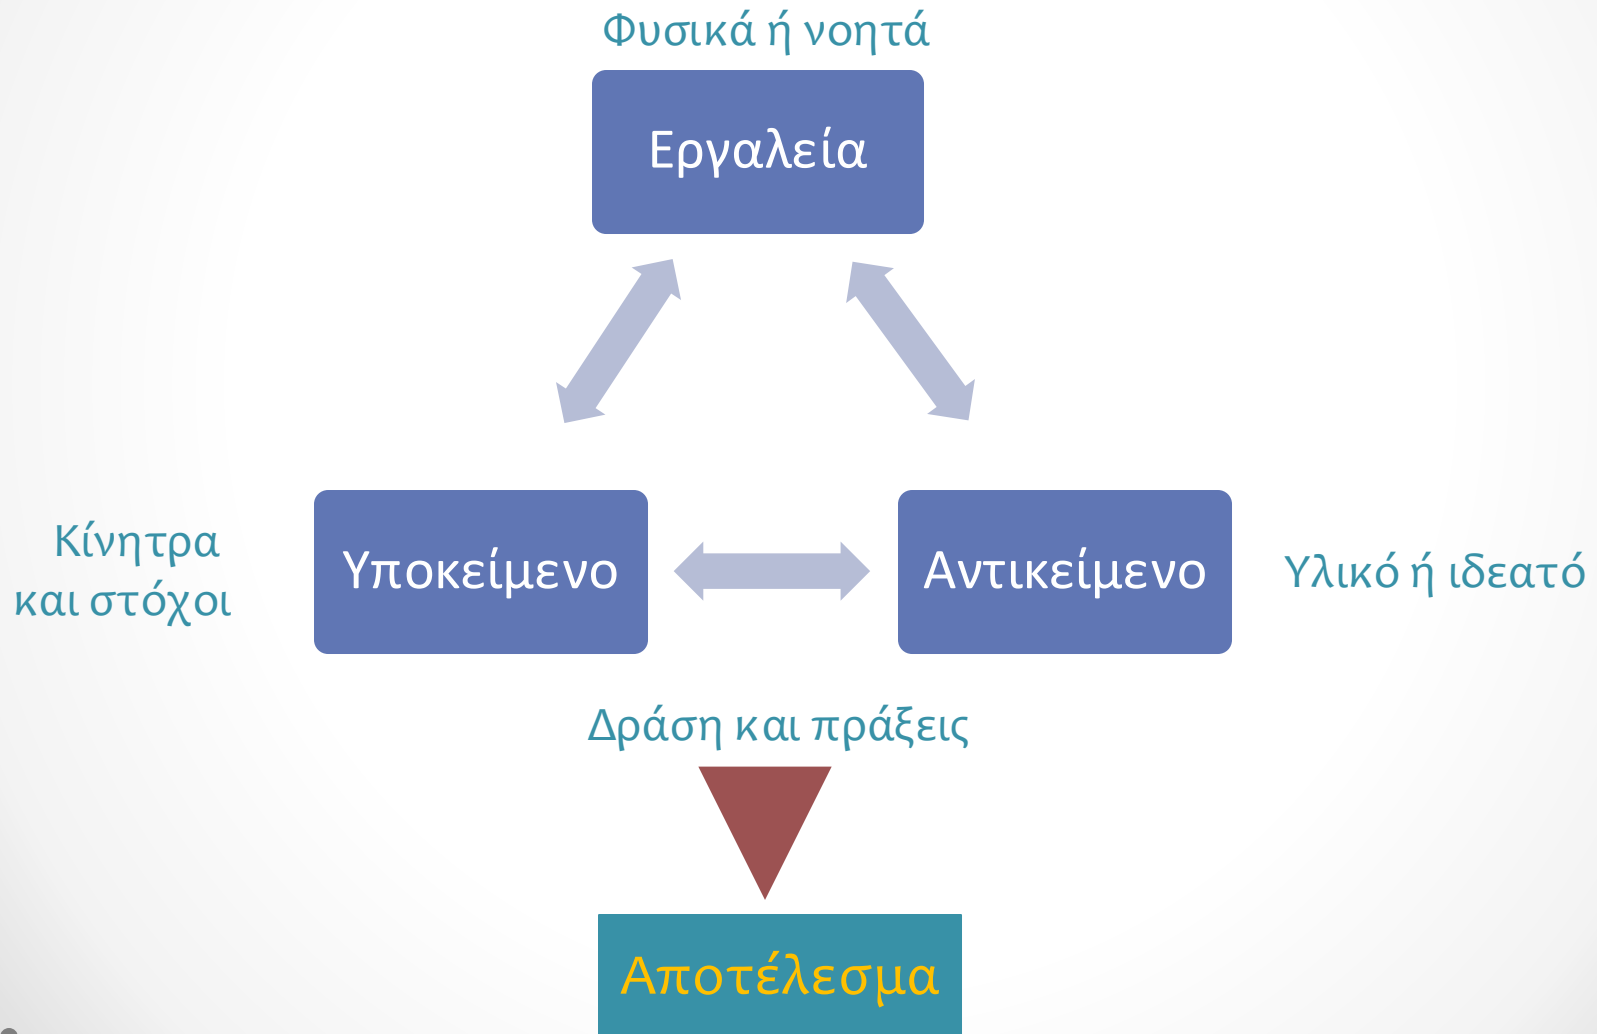 Φυσικά ή νοητά
Εργαλεία
Κίνητρα
και στόχοι
Υποκείμενο
Αντικείμενο
Υλικό ή ιδεατό
Δράση και πράξεις
Αποτέλεσμα